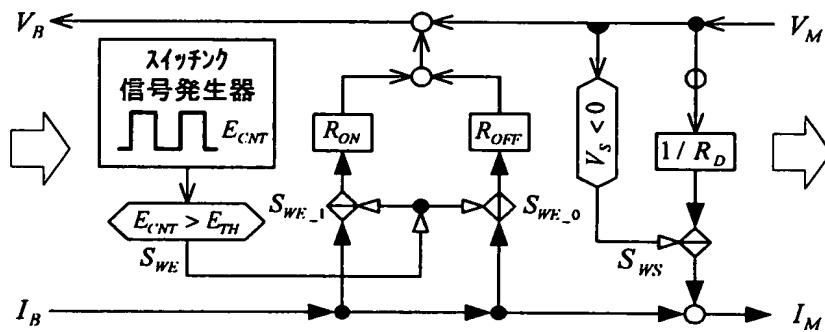 V_B
V_M
スイッチンク
信号発生器
E_CNT
R_ON
R_OFF
V_S < 0
1 / R_D
S_WE_1
S_WE_0
E_CNT > E_TH
S_WE
S_WS
I_B
I_M